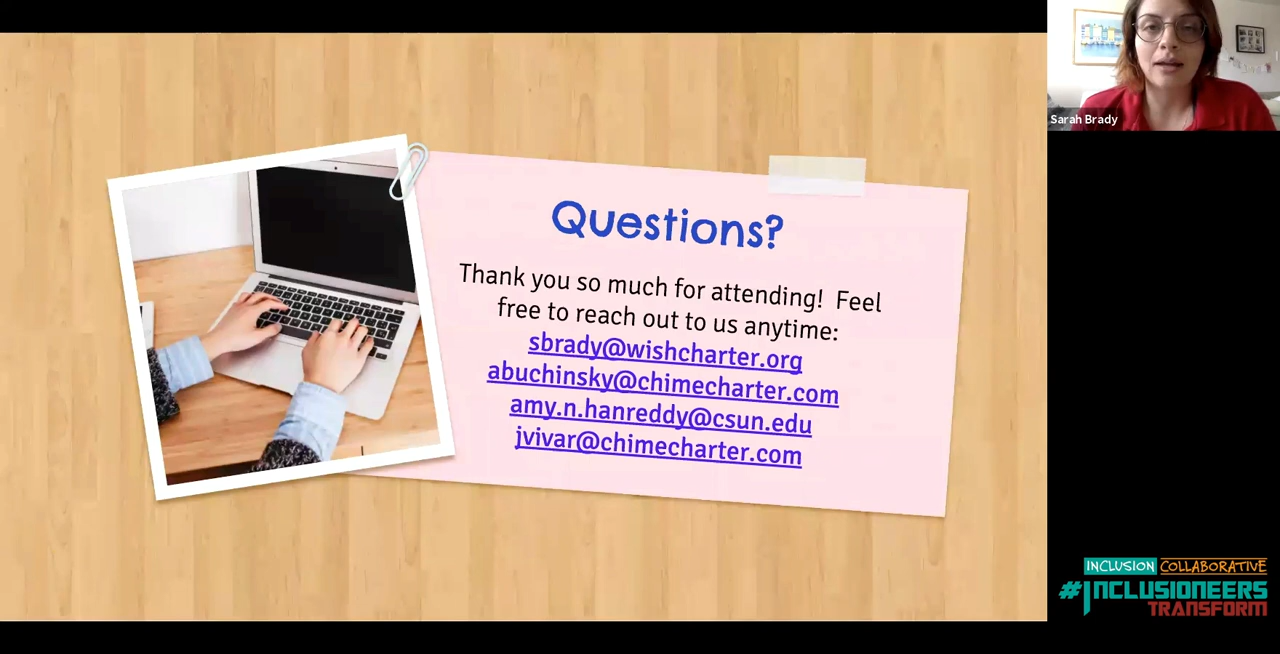 Sarah Brady
Questions?
Thank you so much for attending!  Feel
free to reach out to us anytime:
sbrady@wishcharter.org
abuchinsky@chimecharter.com
amy.n.hanreddy@csun.edu
jvivar@chimecharter.com
INCLUSION COLLABORATIVE
#INCLUSIONEERS
TRANSFORM